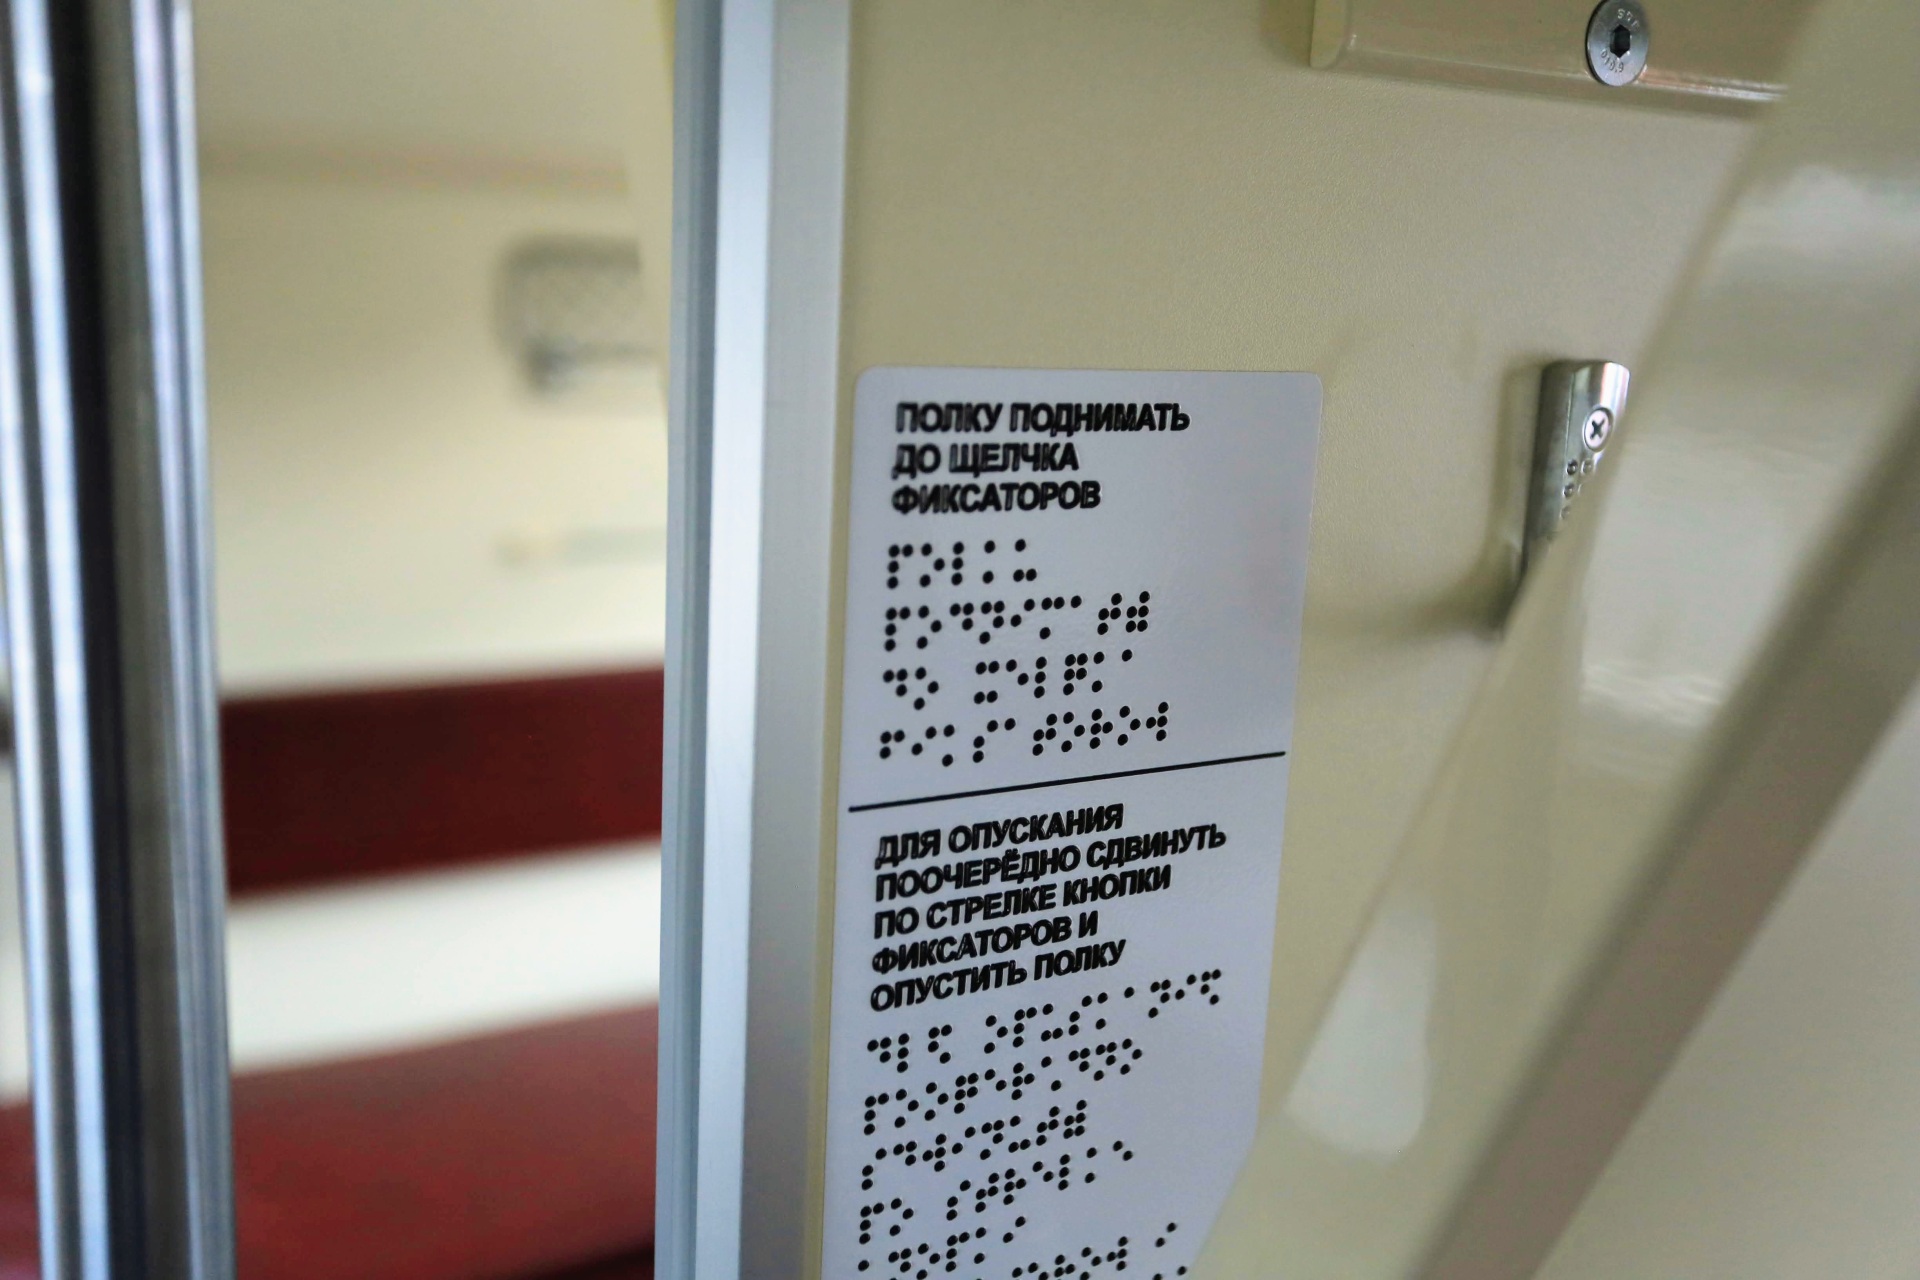 ПОЛКУ ПОДНИМАТЬ
ДО ЩЕЛЧКА
ФИКСАТОРОВ
⠏⠕⠇⠅⠥
⠏⠕⠙⠝⠊⠍⠁⠞⠾
⠙⠕ ⠭⠑⠇⠟⠅⠁
⠋⠊⠅⠎⠁⠞⠕⠗⠕⠺
ДЛЯ ОПУСКАНИЯ
ПООЧЕРЁДНО СДВИНУТЬ
ПО СТРЕЛКЕ КНОПКИ
ФИКСАТОРОВ И
ОПУСТИТЬ ПОЛКУ
⠙⠇⠫ ⠕⠏⠥⠎⠅⠁⠝⠊⠫
⠏⠕⠕⠟⠑⠗⠡⠙⠝⠕
⠎⠙⠺⠊⠝⠥⠞⠾
⠏⠕ ⠎⠞⠗⠑⠇⠅⠑